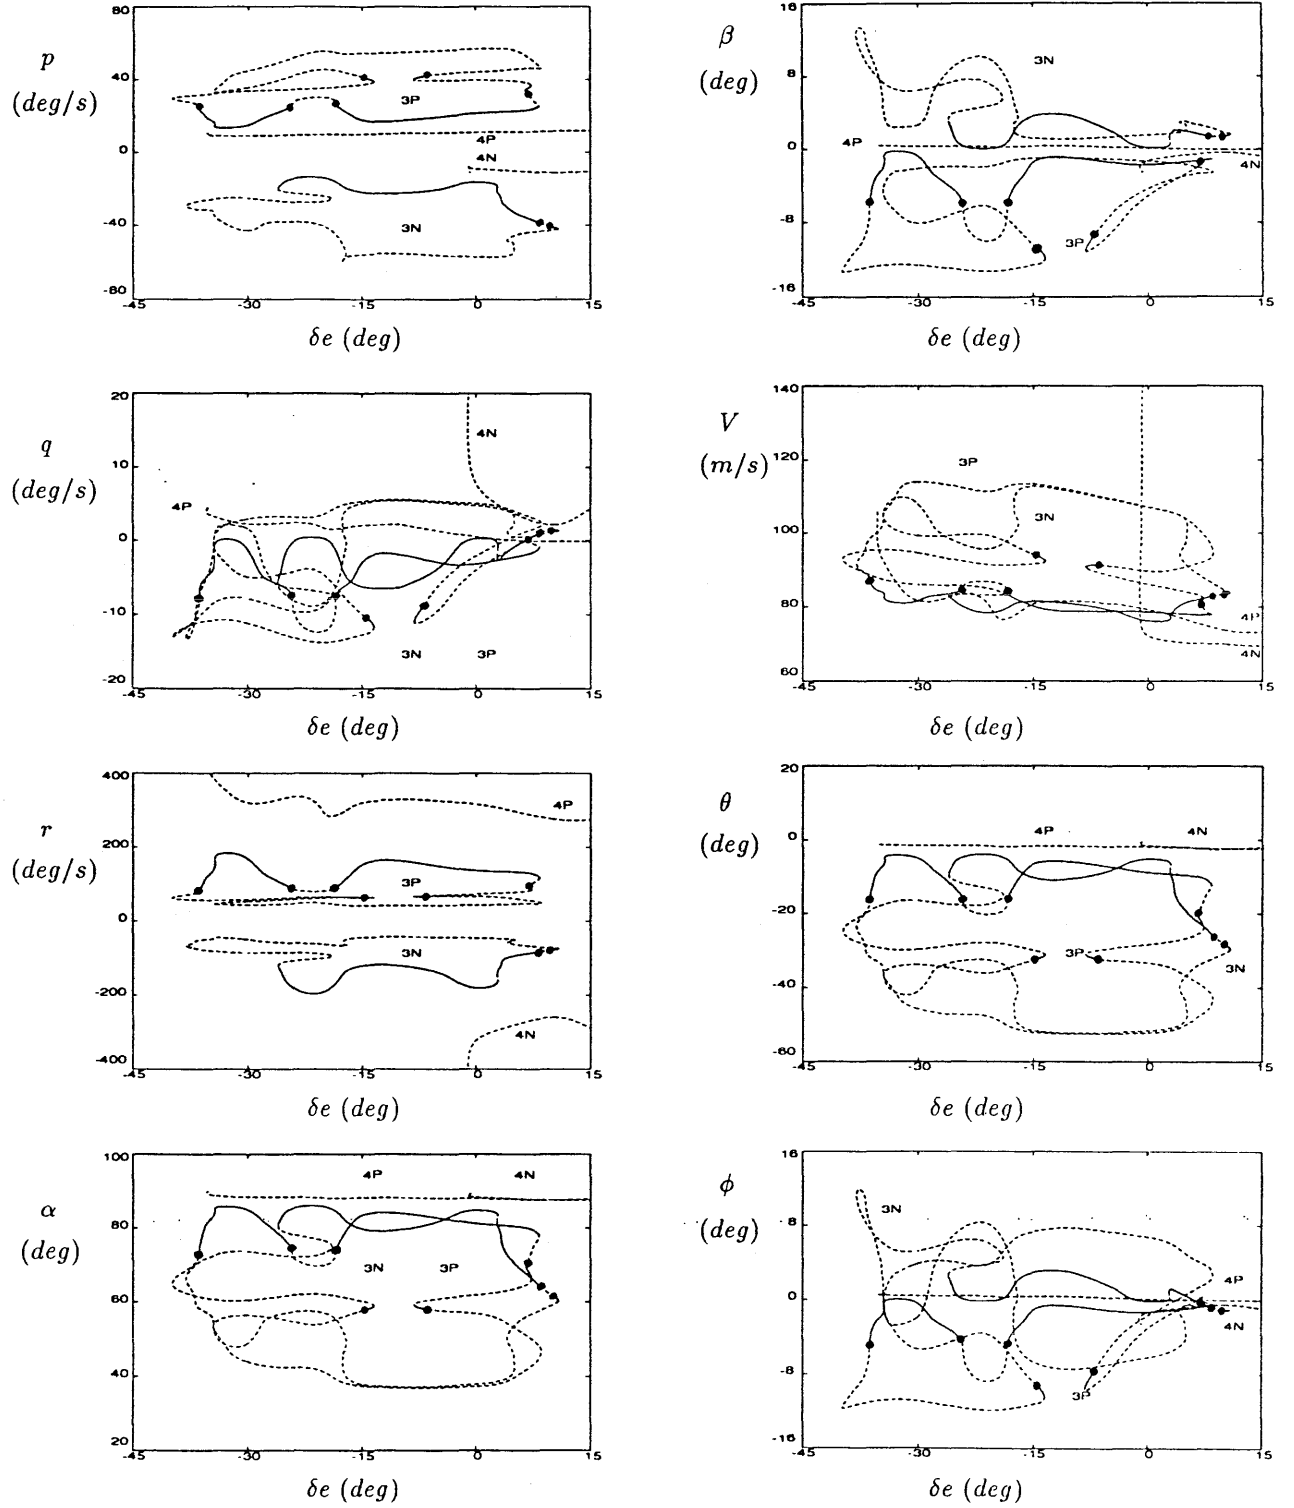 p
(deg/s)
80
40
0
-40
-80
3P
4P
4N
3N
-45
-30
-15
0
15
δe (deg)
β
(deg)
16
8
0
-8
-16
3N
4P
4N
3P
-45
-30
-15
0
15
δe (deg)
q
(deg/s)
20
10
0
-10
-20
4N
4P
3N
3P
-45
-30
-15
0
15
δe (deg)
V
(m/s)
140
120
100
80
60
3P
3N
4P
4N
-45
-30
-15
0
15
δe (deg)
r
(deg/s)
400
200
0
-200
-400
4P
3P
3N
4N
-45
-30
-15
0
15
δe (deg)
θ
(deg)
20
0
-20
-40
-60
4P
4N
3P
3N
-45
-30
-15
0
15
δe (deg)
α
(deg)
100
80
60
40
20
4P
4N
3N
3P
-45
-30
-15
0
15
δe (deg)
ϕ
(deg)
16
8
0
-8
-16
3N
4P
4N
3P
-45
-30
-15
0
15
δe (deg)